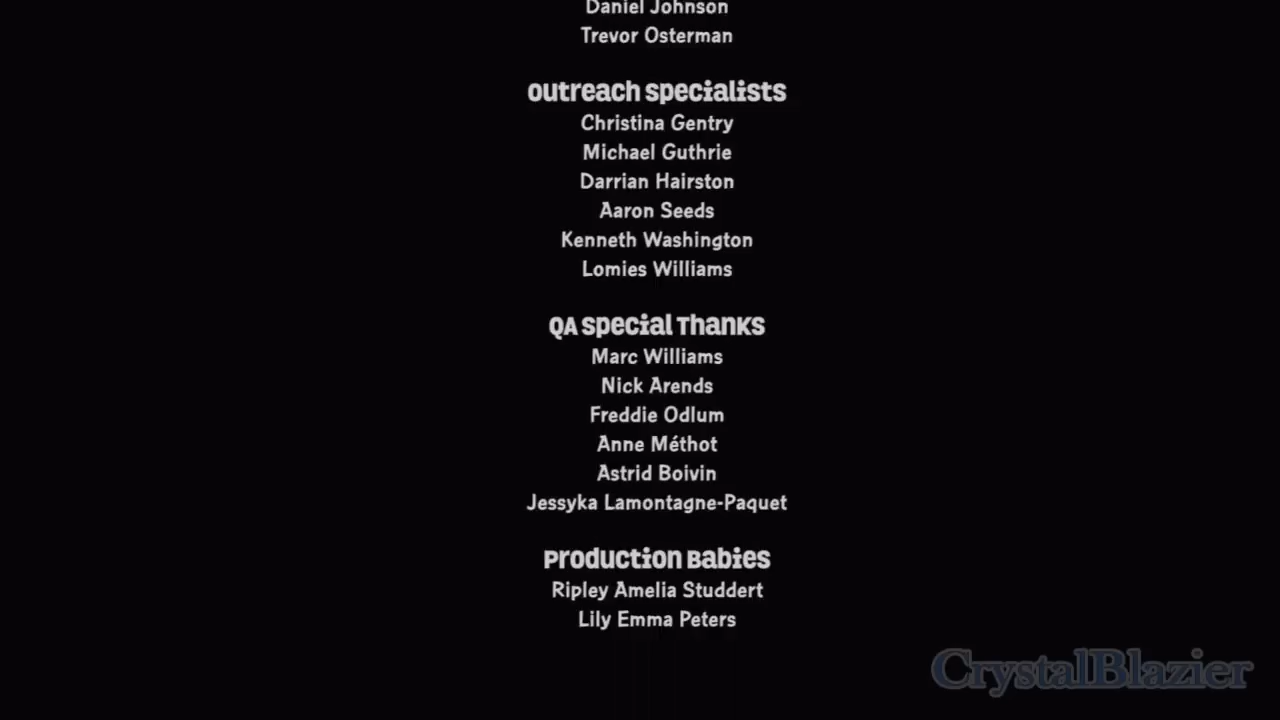 Daniel Johnson
Trevor Osterman
outreach specialists
Christina Gentry
Michael Guthrie
Darrian Hairston
Aaron Seeds
Kenneth Washington
Lomies Williams
QA special Thanks
Marc Williams
Nick Arends
Freddie Odlum
Anne Méthot
Astrid Boivin
Jessyka Lamontagne-Paquet
Production Babies
Ripley Amelia Studdert
Lily Emma Peters
CrystalBlazier